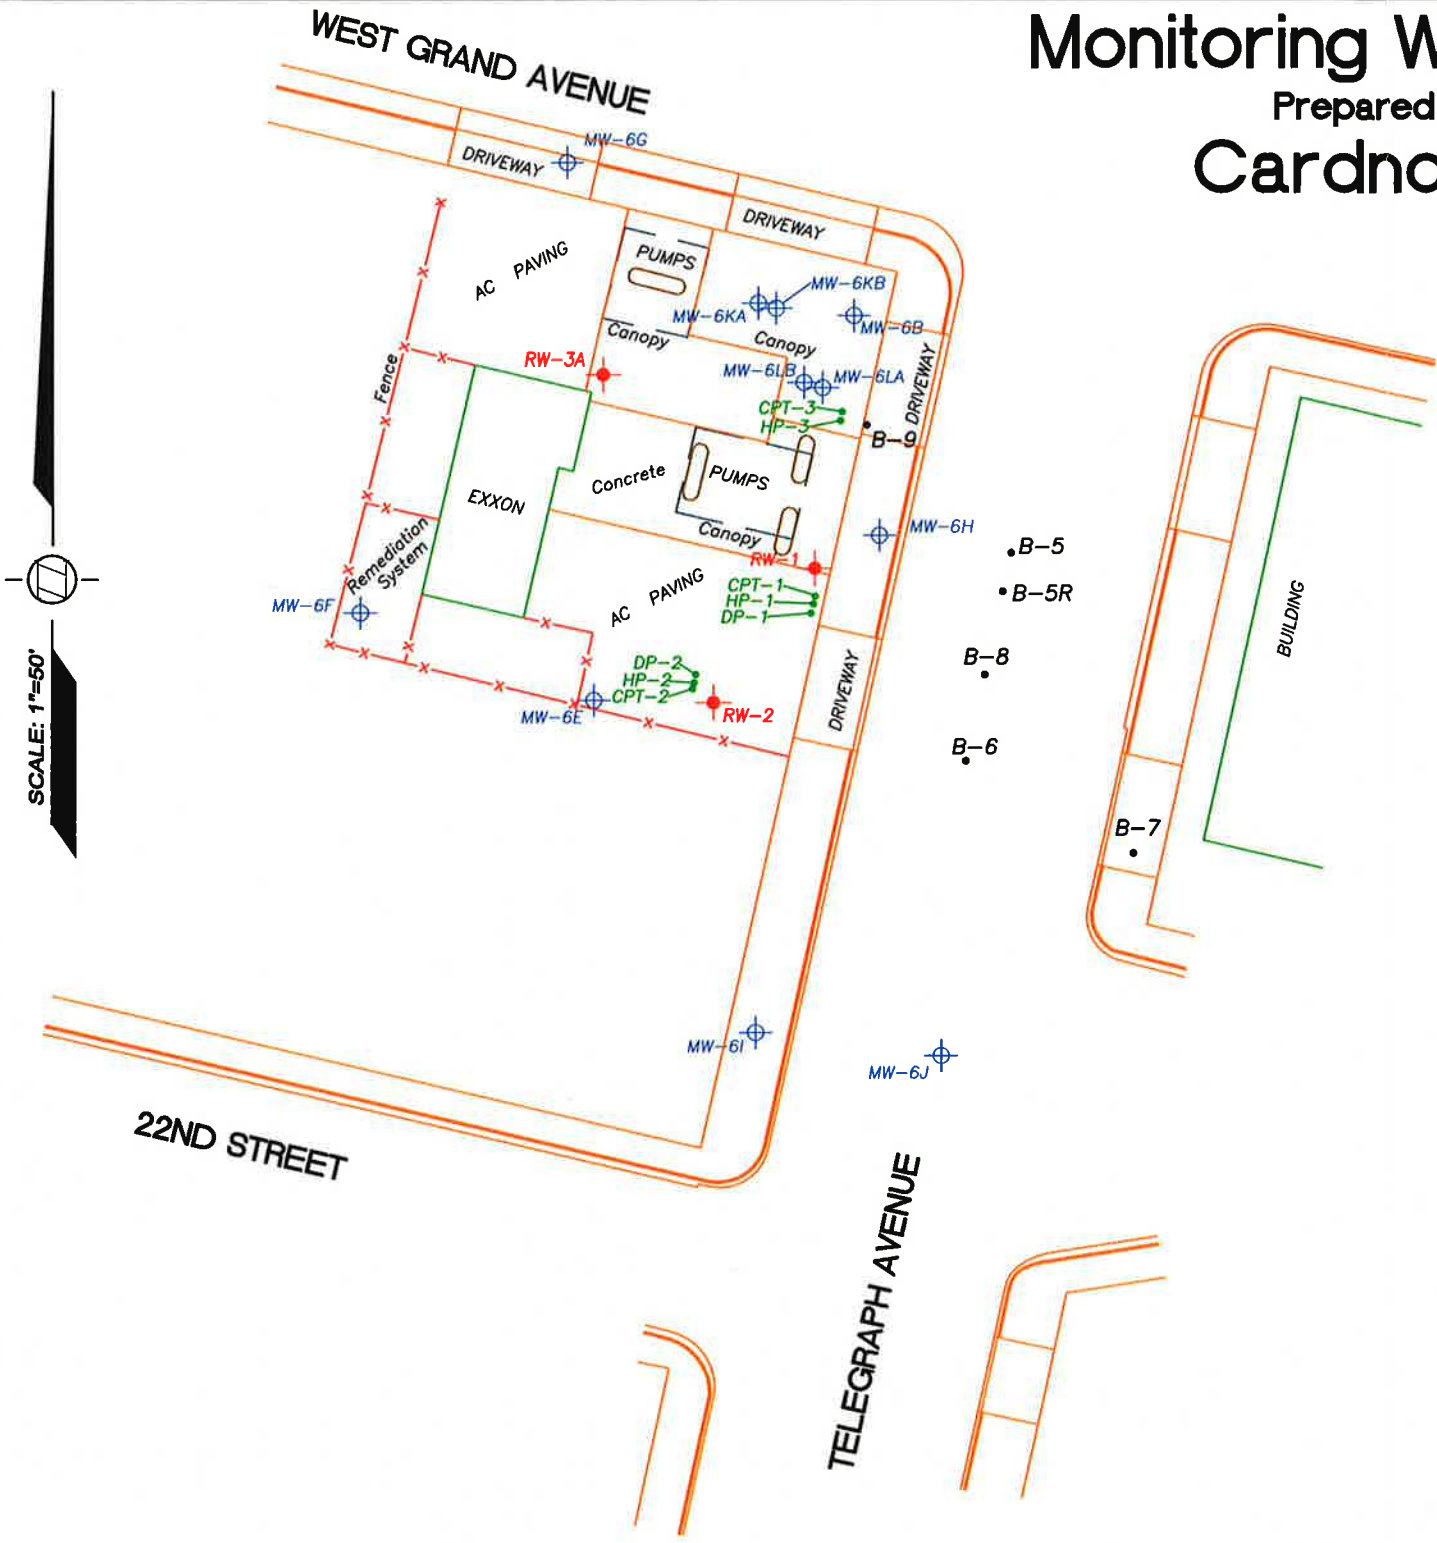 Monitoring W
Prepared
Cardno
WEST GRAND AVENUE
MW-6G
DRIVEWAY
DRIVEWAY
AC PAVING
PUMPS
MW-6KB
MW-6KA
MW-6B
Canopy
Canopy
RW-3A
MW-6LB
MW-6LA
DRIVEWAY
Fence
CPT-3
HP-3
B-9
EXXON
Concrete
PUMPS
Canopy
MW-6H
B-5
RW-1
Remediation
System
AC PAVING
CPT-1
HP-1
DP-1
B-5R
MW-6F
BUILDING
DP-2
HP-2
CPT-2
B-8
MW-6E
RW-2
DRIVEWAY
B-6
SCALE: 1"=50'
B-7
MW-6I
MW-6J
22ND STREET
TELEGRAPH AVENUE